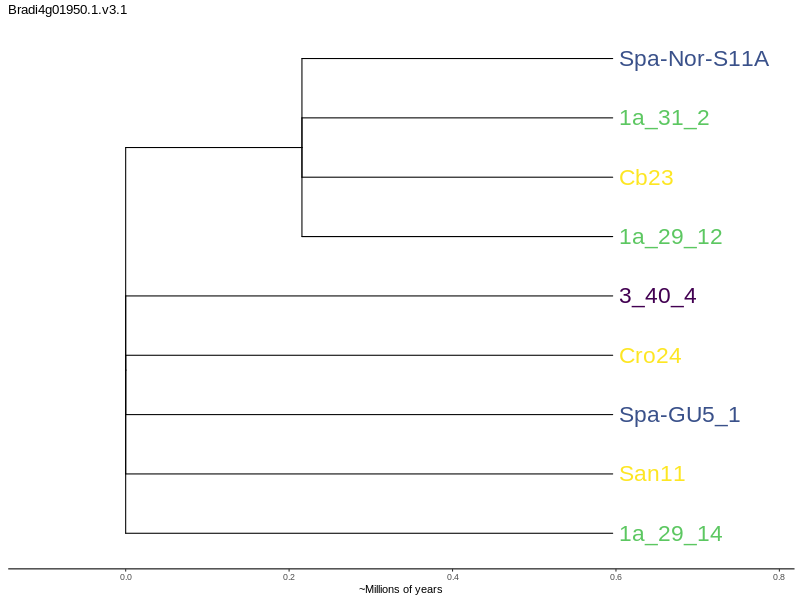 Bradi4g01950.1.v3.1
Spa-Nor-S11A
1a_31_2
Cb23
1a_29_12
3_40_4
Cro24
Spa-GU5_1
San11
1a_29_14
0.0 0.2 0.4 0.6 0.8
~Millions of years